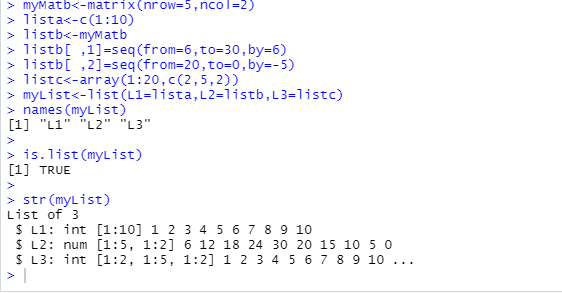 > myMatb<-matrix(nrow=5,ncol=2)
> lista<-c(1:10)
> listb<-myMatb
> listb[ ,1]=seq(from=6,to=30,by=6)
> listb[ ,2]=seq(from=20,to=0,by=-5)
> listc<-array(1:20,c(2,5,2))
> myList<-list(L1=lista,L2=listb,L3=listc)
> names(myList)
[1] "L1" "L2" "L3"
>
> is.list(myList)
[1] TRUE
>
> str(myList)
List of 3
 $ L1: int [1:10] 1 2 3 4 5 6 7 8 9 10
 $ L2: num [1:5, 1:2] 6 12 18 24 30 20 15 10 5 0
 $ L3: int [1:2, 1:5, 1:2] 1 2 3 4 5 6 7 8 9 10 ...
>